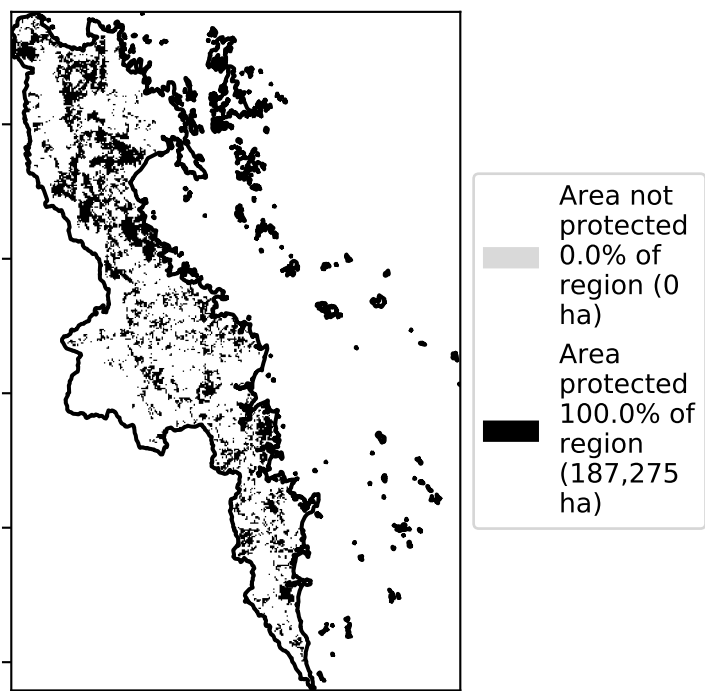 Area not
protected
0.0% of
region (0
ha)
Area
protected
100.0% of
region
(187,275
ha)